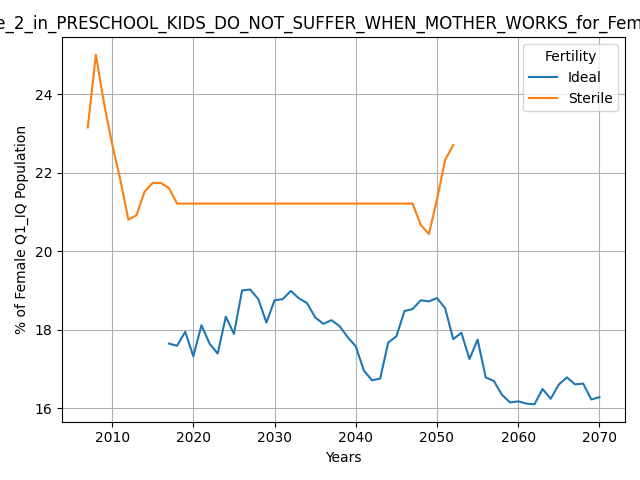 e_2_in_PRESCHOOL_KIDS_DO_NOT_SUFFER_WHEN_MOTHER_WORKS_for_Fem
Fertility
Ideal
Sterile
% of Female Q1_IQ Population
24
22
20
18
16
2010 2020 2030 2040 2050 2060 2070
Years